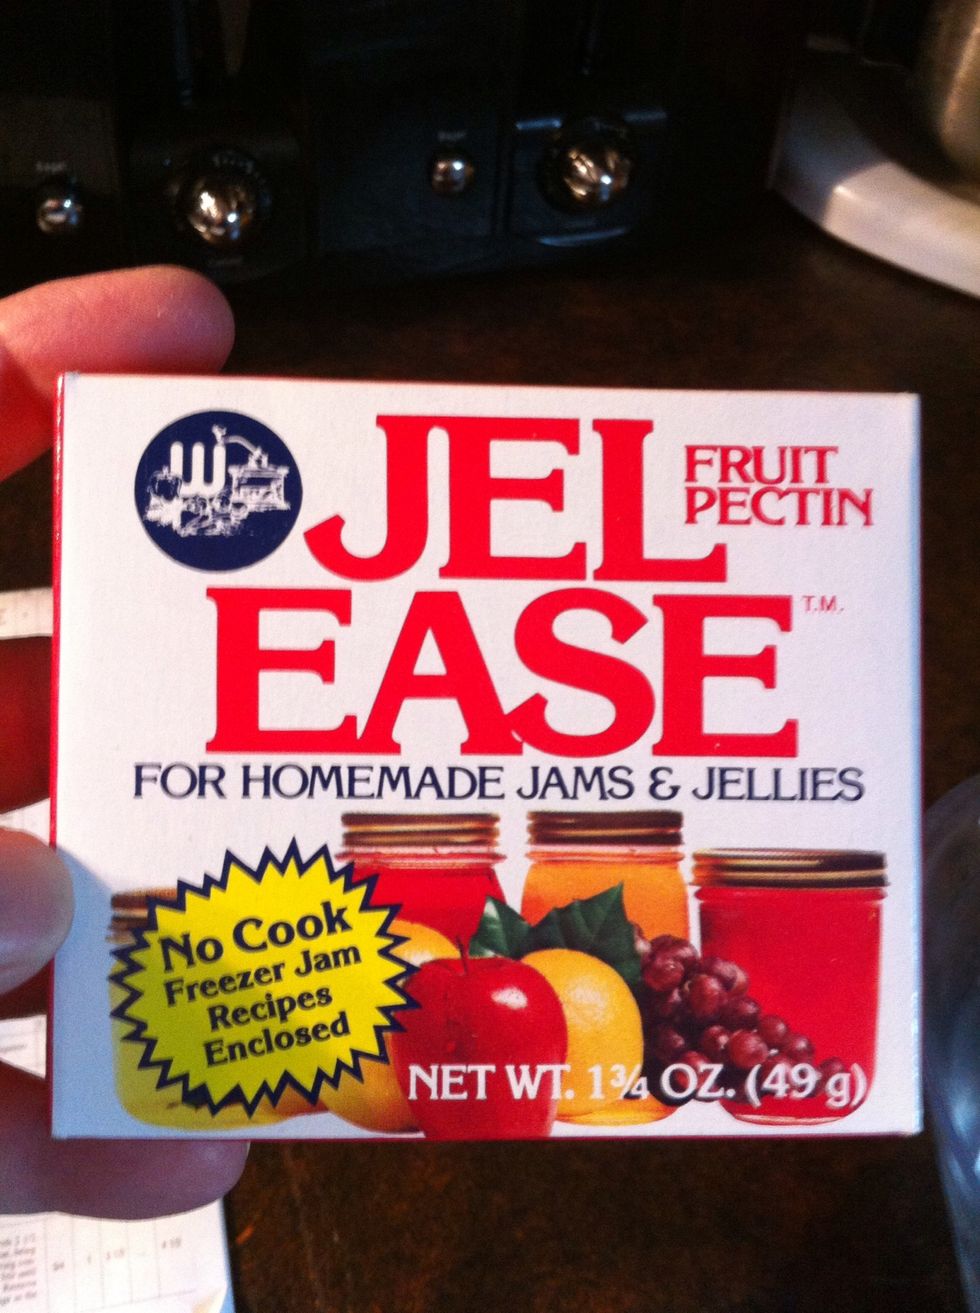 JEL
FRUIT
PECTIN
EASE T.M.
FOR HOMEMADE JAMS & JELLIES
No Cook
Freezer Jam
Recipes
Enclosed
NET WT. 1¾ OZ. (49 g)